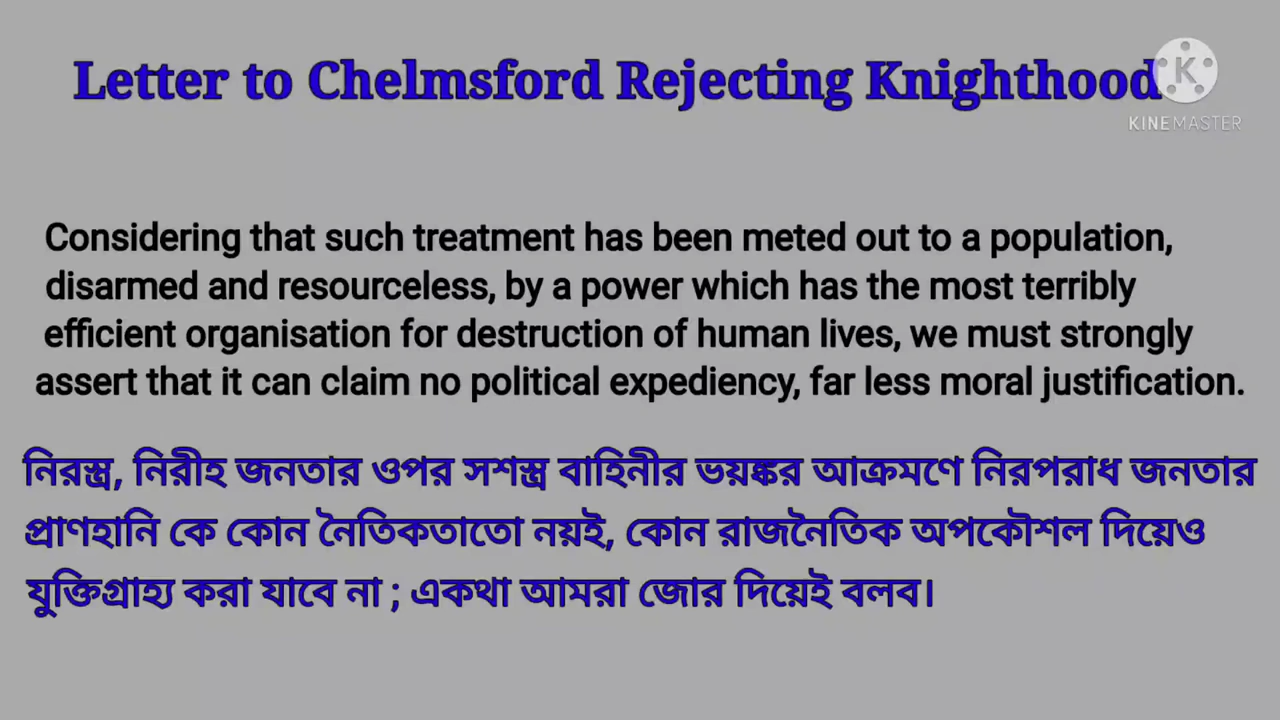 Letter to Chelmsford Rejecting Knighthood
KINEMASTER
Considering that such treatment has been meted out to a population,
disarmed and resourceless, by a power which has the most terribly
efficient organisation for destruction of human lives, we must strongly
assert that it can claim no political expediency, far less moral justification.
নিরস্ত্র, নিরীহ জনতার ওপর সশস্ত্র বাহিনীর ভয়ঙ্কর আক্রমণে নিরপরাধ জনতার
প্রাণহানি কে কোন নৈতিকতাতো নয়ই, কোন রাজনৈতিক অপকৌশল দিয়েও
যুক্তিগ্রাহ্য করা যাবে না ; একথা আমরা জোর দিয়েই বলব।